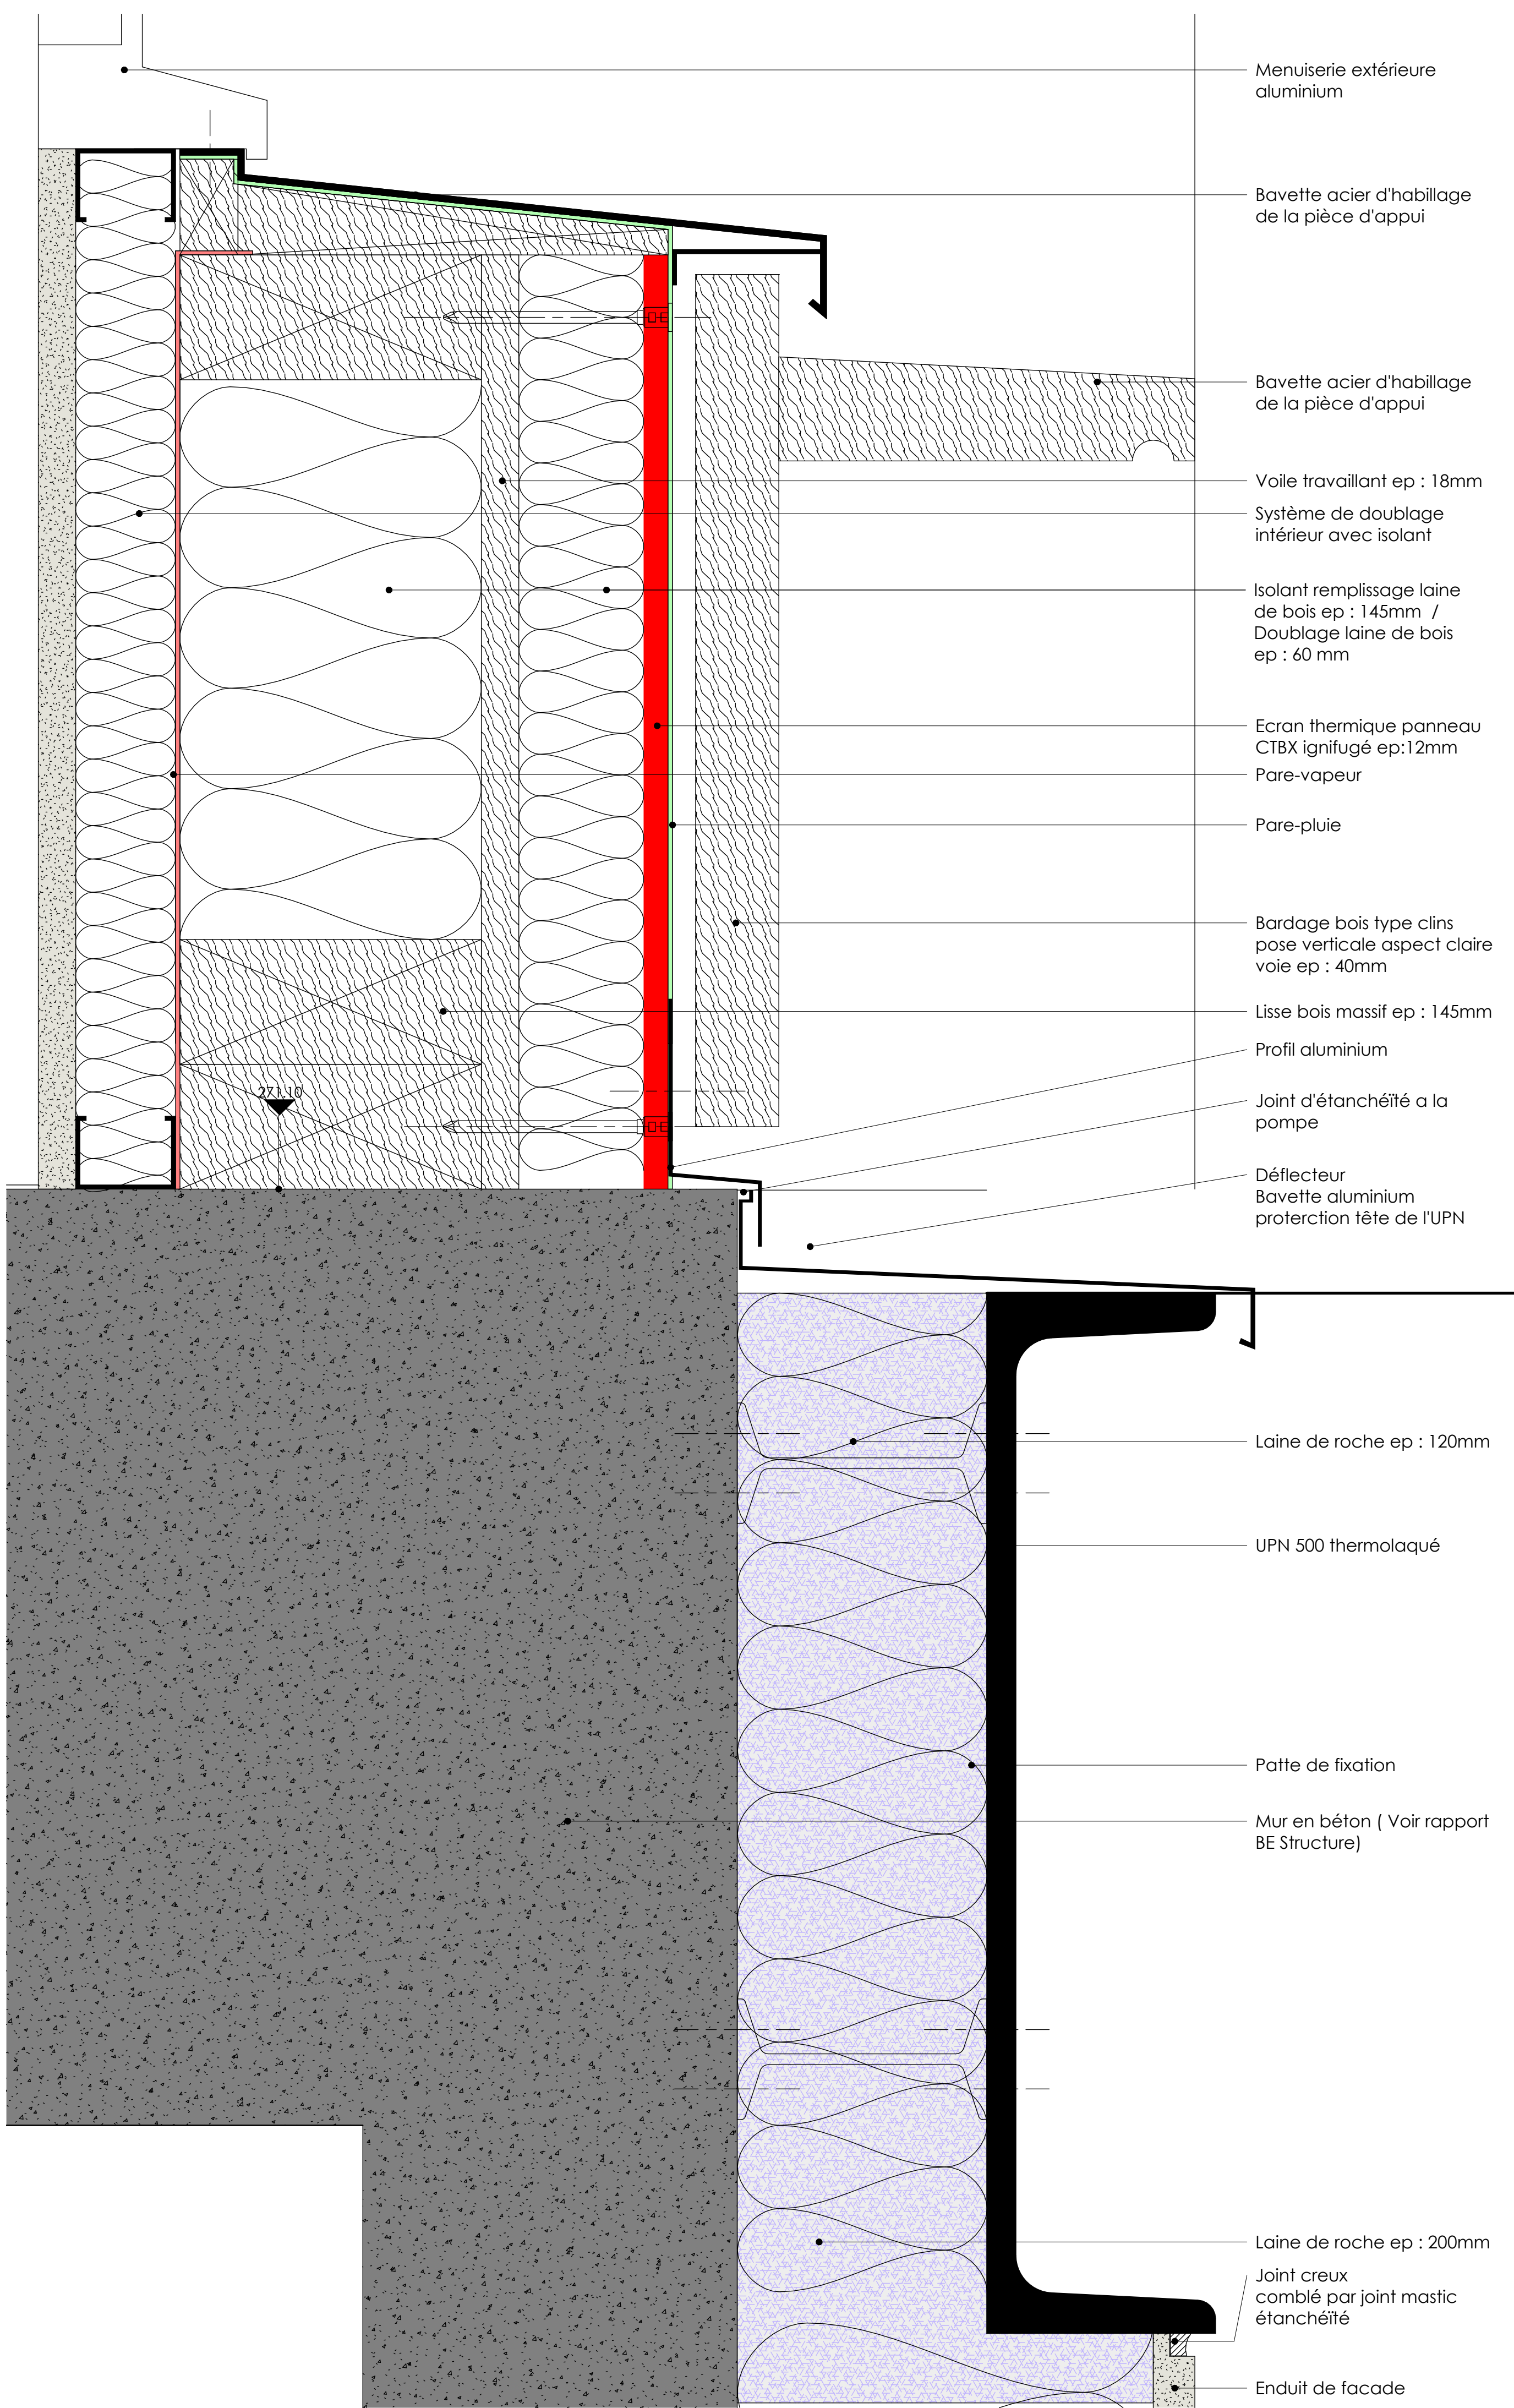 Menuiserie extérieure
aluminium
Bavette acier d'habillage
de la pièce d'appui
Bavette acier d'habillage
de la pièce d'appui
Voile travaillant ep : 18mm
Système de doublage
intérieur avec isolant
Isolant remplissage laine
de bois ep : 145mm /
Doublage laine de bois
ep : 60 mm
Ecran thermique panneau
CTBX ignifugé ep:12mm
Pare-vapeur
Pare-pluie
Bardage bois type clins
pose verticale aspect claire
voie ep : 40mm
Lisse bois massif ep : 145mm
Profil aluminium
271.10
Joint d'étanchéïté a la
pompe
Déflecteur
Bavette aluminium
proterction tête de l'UPN
Laine de roche ep : 120mm
UPN 500 thermolaqué
Patte de fixation
Mur en béton ( Voir rapport
BE Structure)
Laine de roche ep : 200mm
Joint creux
comblé par joint mastic
étanchéïté
Enduit de facade